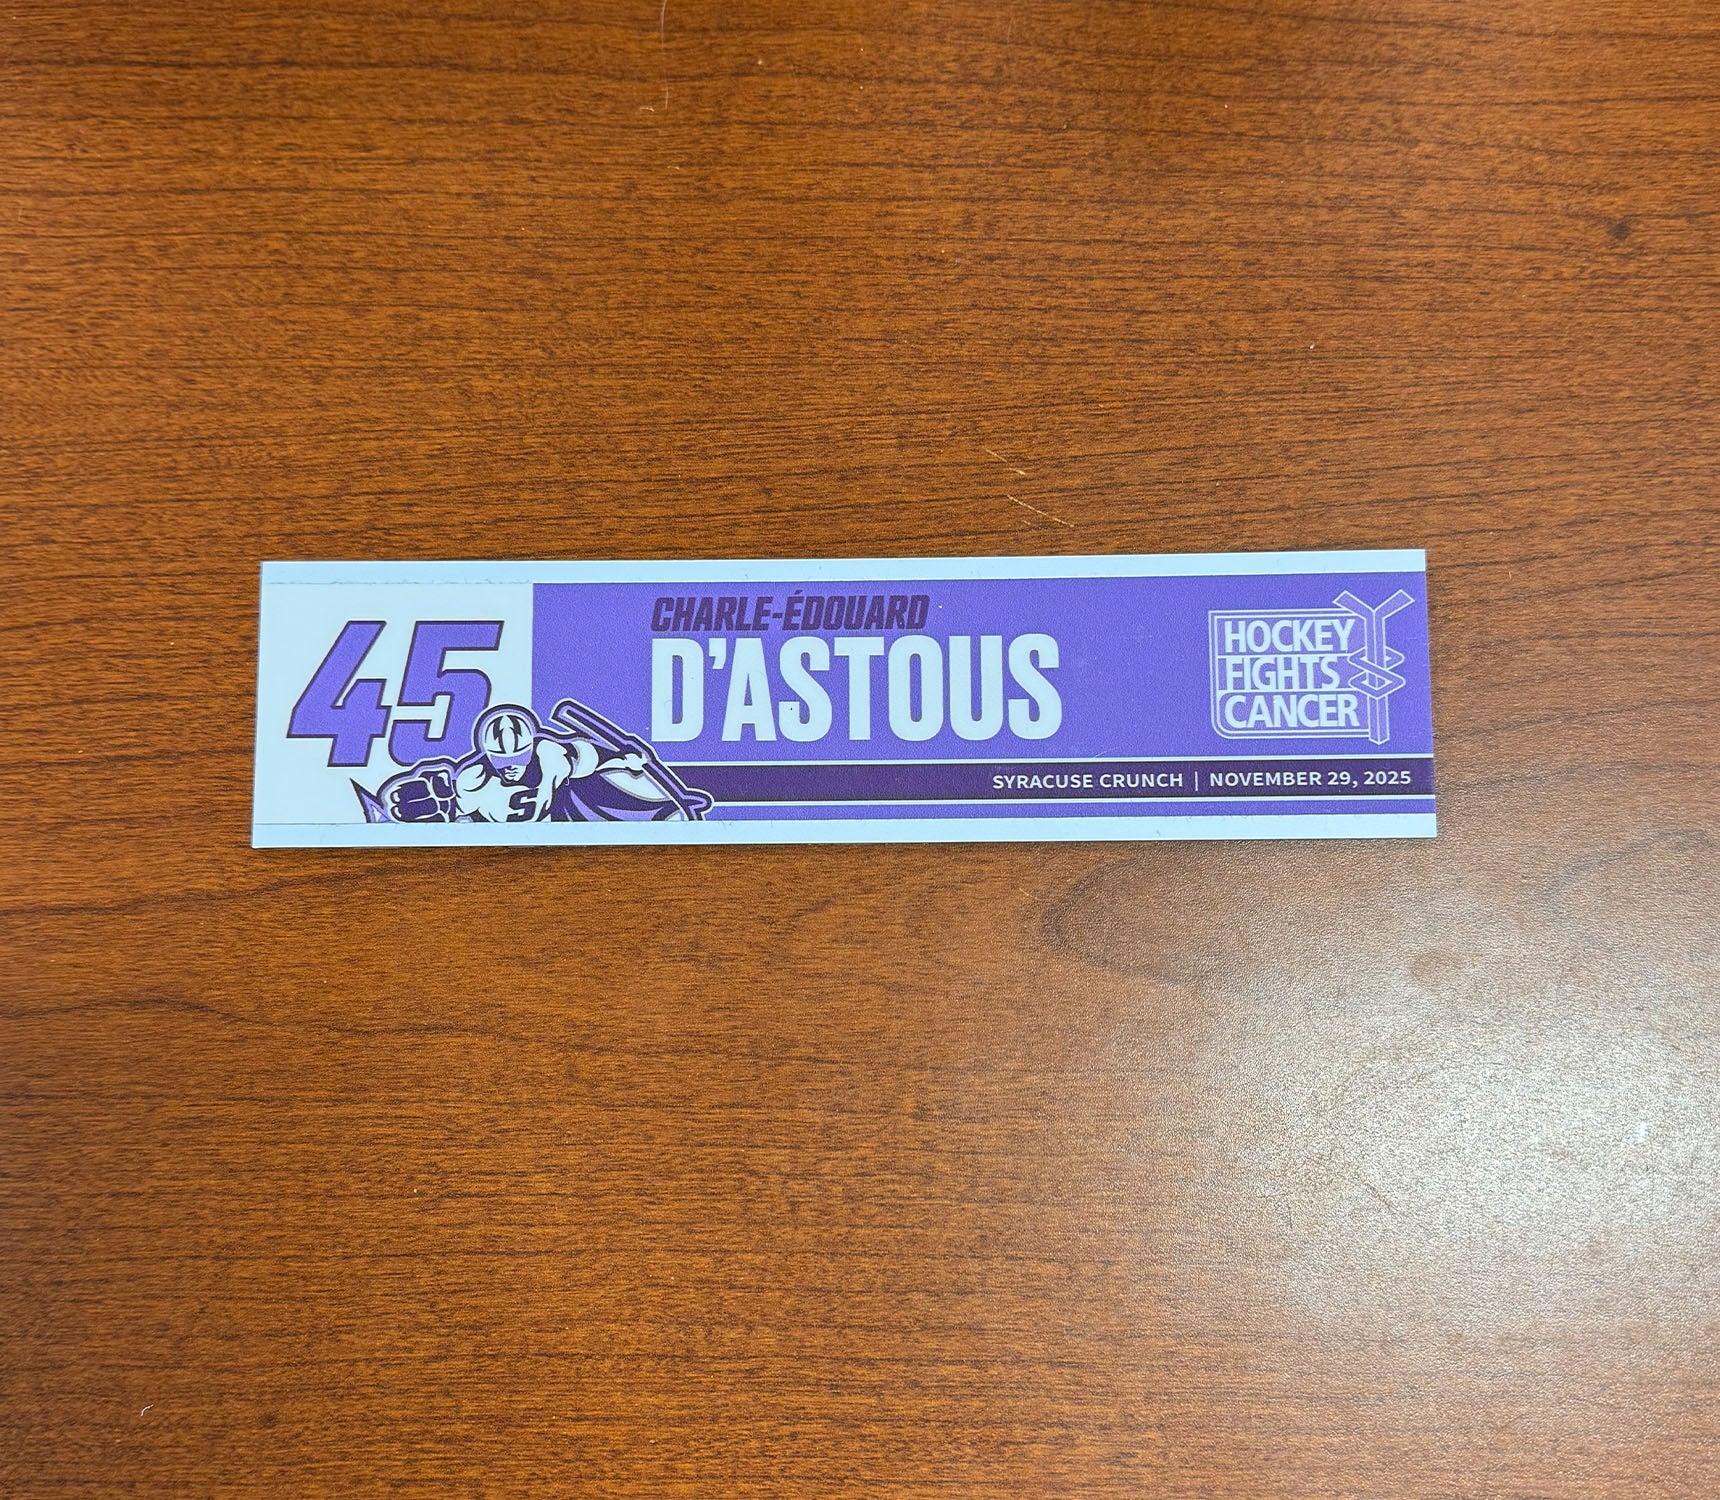 45
CHARLE-ÉDOUARD
D'ASTOUS
HOCKEY
FIGHTS
CANCER
S
SYRACUSE CRUNCH | NOVEMBER 29, 2025